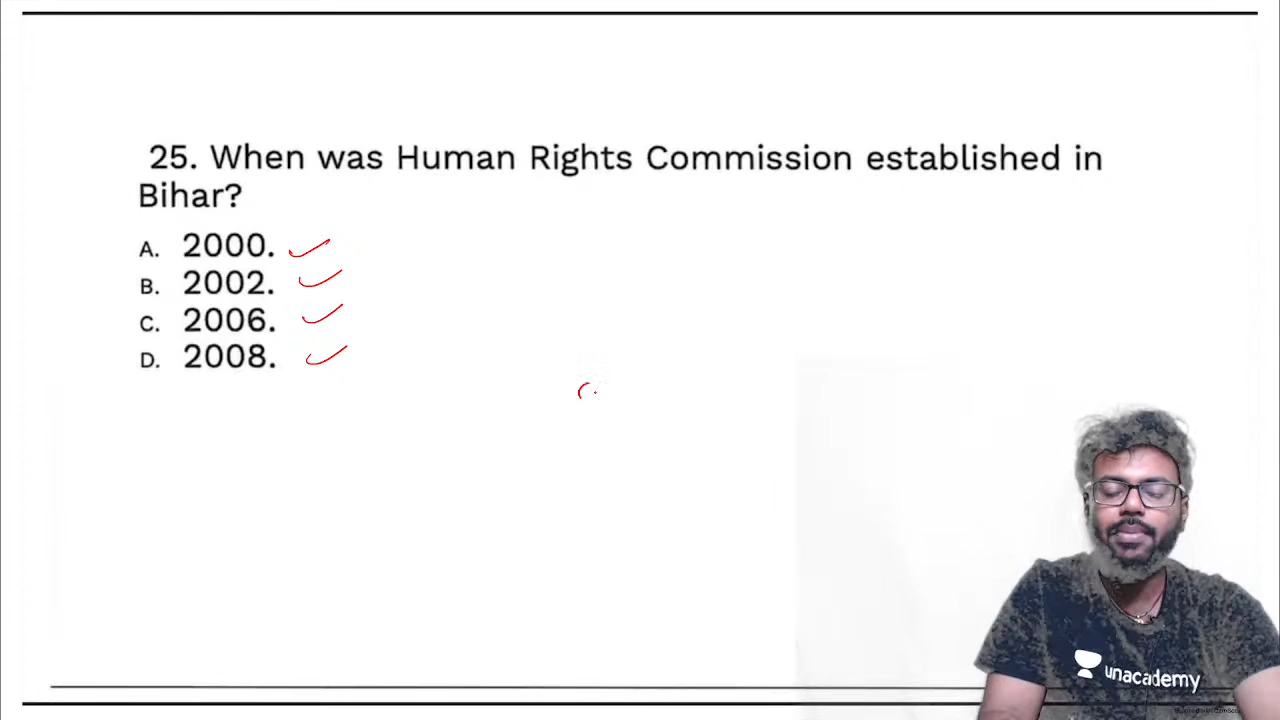 25. When was Human Rights Commission established in
Bihar?
A. 2000.
B. 2002.
C. 2006.
D. 2008.
unacademy